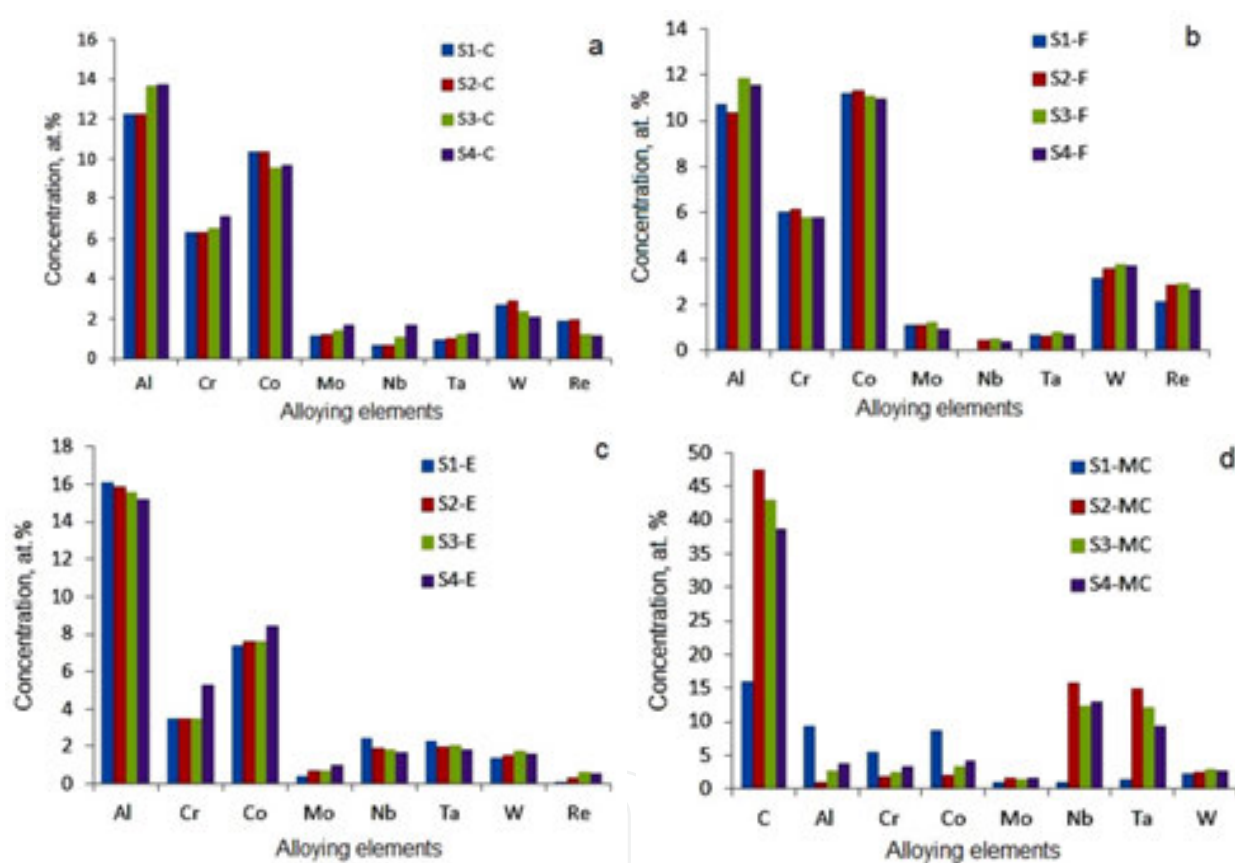 a
Concentration, at. %
16
14
12
10
8
6
4
2
0
S1-C
S2-C
S3-C
S4-C
Al Cr Co Mo Nb Ta W Re
Alloying elements
b
Concentration, at. %
14
12
10
8
6
4
2
0
S1-F
S2-F
S3-F
S4-F
Al Cr Co Mo Nb Ta W Re
Alloying elements
c
Concentration, at. %
18
16
14
12
10
8
6
4
2
0
S1-E
S2-E
S3-E
S4-E
Al Cr Co Mo Nb Ta W Re
Alloying elements
d
Concentration, at. %
50
45
40
35
30
25
20
15
10
5
0
S1-MC
S2-MC
S3-MC
S4-MC
C Al Cr Co Mo Nb Ta W
Alloying elements